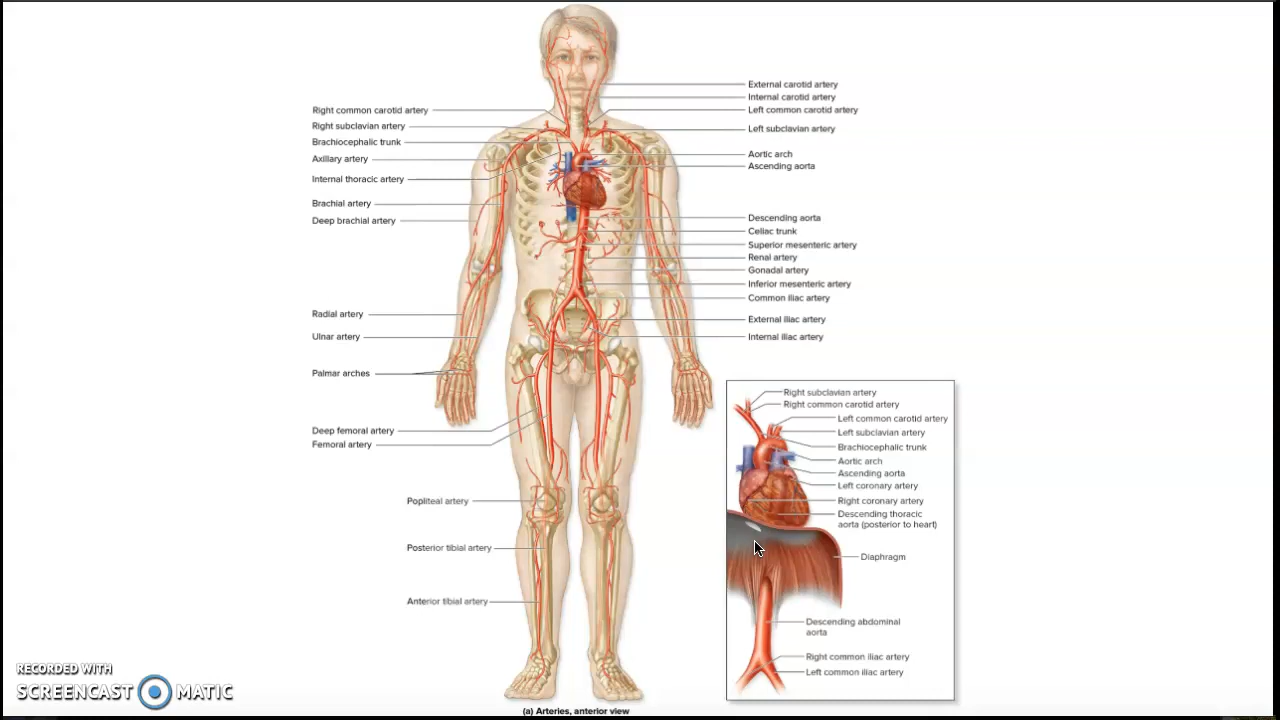 Right common carotid artery
Right subclavian artery
Brachiocephalic trunk
Axillary artery
Internal thoracic artery
Brachial artery
Deep brachial artery
Radial artery
Ulnar artery
Palmar arches
Deep femoral artery
Femoral artery
Popliteal artery
Posterior tibial artery
Anterior tibial artery
External carotid artery
Internal carotid artery
Left common carotid artery
Left subclavian artery
Aortic arch
Ascending aorta
Descending aorta
Celiac trunk
Superior mesenteric artery
Renal artery
Gonadal artery
Inferior mesenteric artery
Common iliac artery
External iliac artery
Internal iliac artery
Right subclavian artery
Right common carotid artery
Left common carotid artery
Left subclavian artery
Brachiocephalic trunk
Aortic arch
Ascending aorta
Left coronary artery
Right coronary artery
Descending thoracic
aorta (posterior to heart)
Diaphragm
Descending abdominal
aorta
Right common iliac artery
Left common iliac artery
(a) Arteries, anterior view
RECORDED WITH
SCREENCAST MATIC